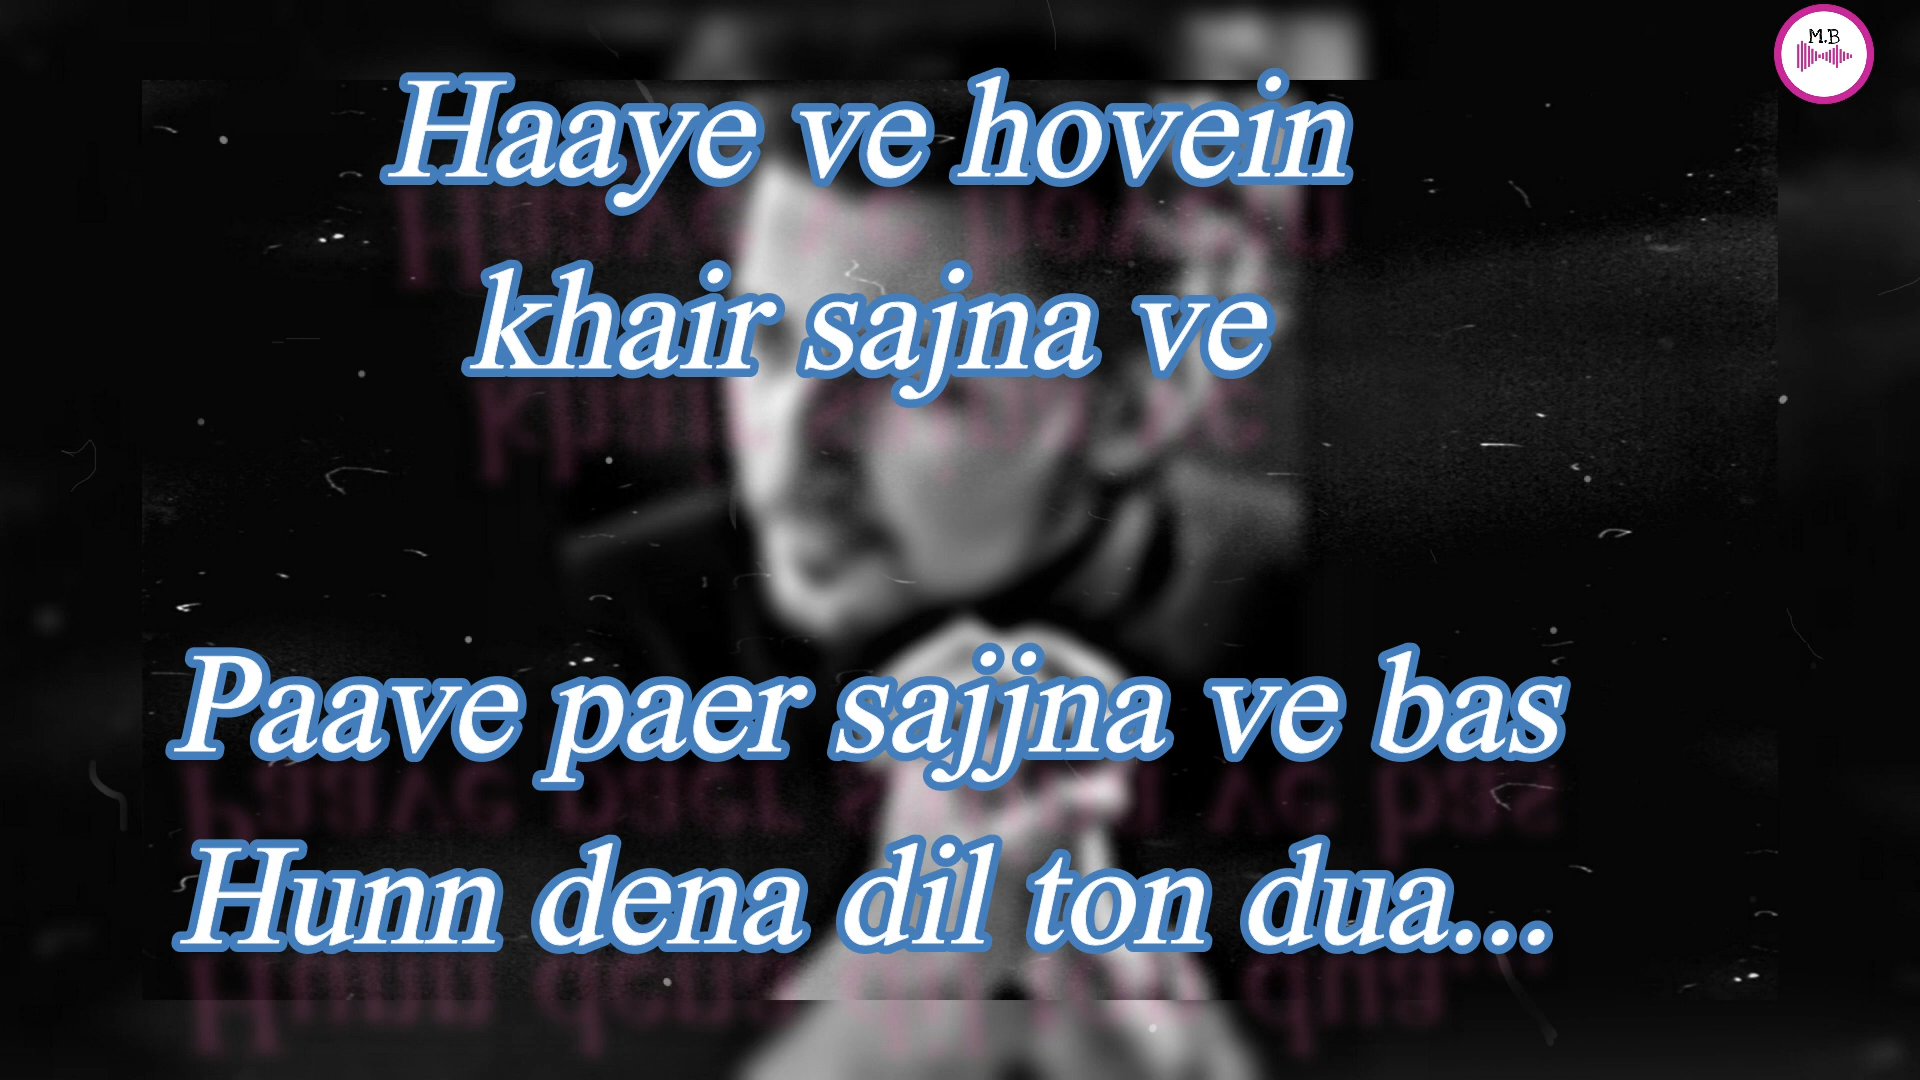 M.B
Haaye ve hovein
khair sajna ve
Paave paer sajjna ve bas
Hunn dena dil ton dua...